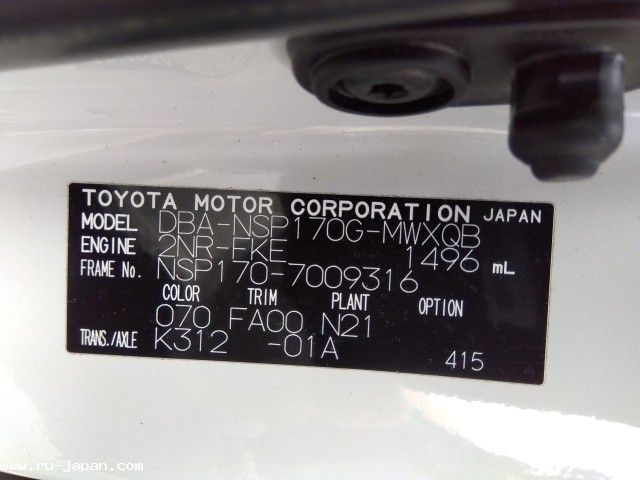 TOYOTA MOTOR CORPORATION JAPAN
MODEL DBA-NSP170G-MWXQB
ENGINE 2NR-FKE 1496 mL
FRAME No. NSP170-7009316
COLOR TRIM PLANT OPTION
070 FA00 N21
TRANS./AXLE K312 -01A 415
www.ru-japan.com